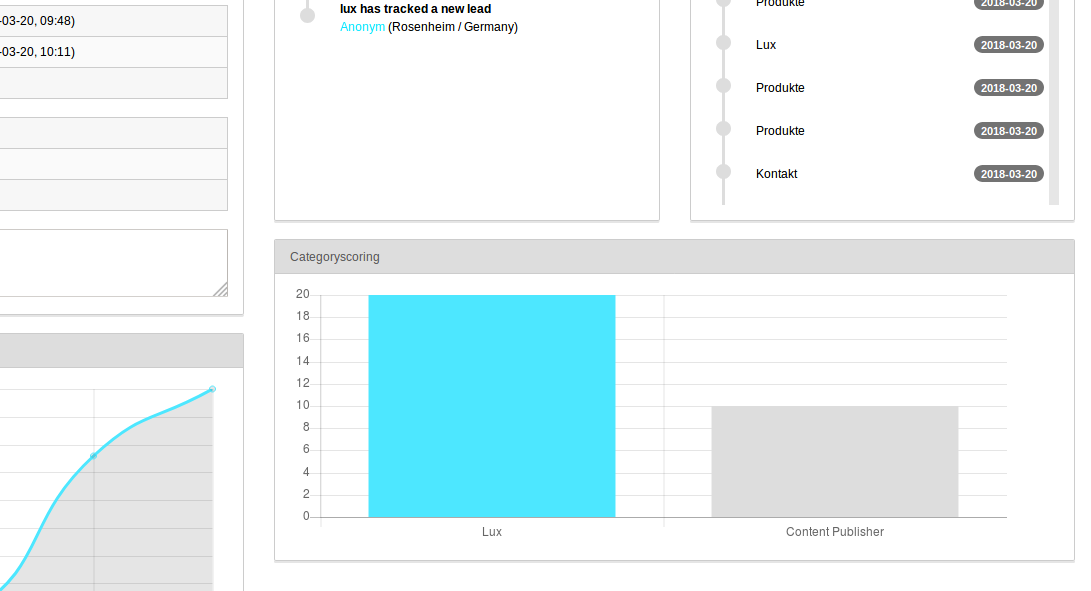 -03-20, 09:48)
-03-20, 10:11)
lux has tracked a new lead
Anonym (Rosenheim / Germany)
Produkte 2018-03-20
Lux 2018-03-20
Produkte 2018-03-20
Produkte 2018-03-20
Kontakt 2018-03-20
Categoryscoring
20
18
16
14
12
10
8
6
4
2
0
Lux Content Publisher